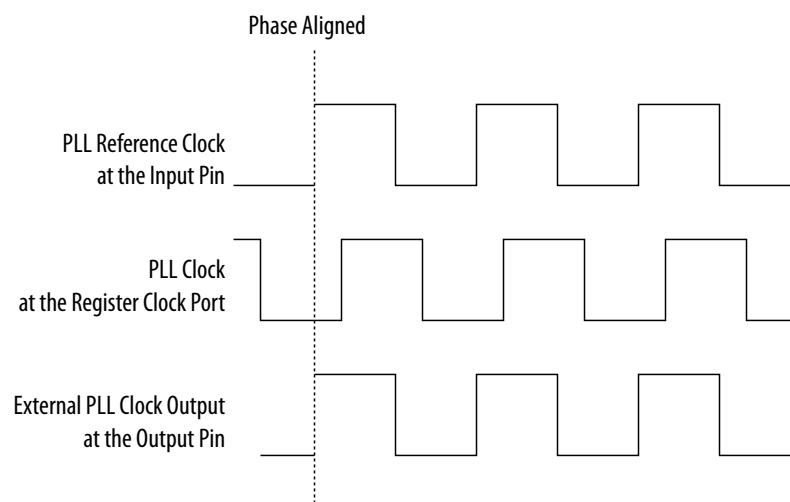 Phase Aligned
PLL Reference Clock
at the Input Pin
PLL Clock
at the Register Clock Port
External PLL Clock Output
at the Output Pin